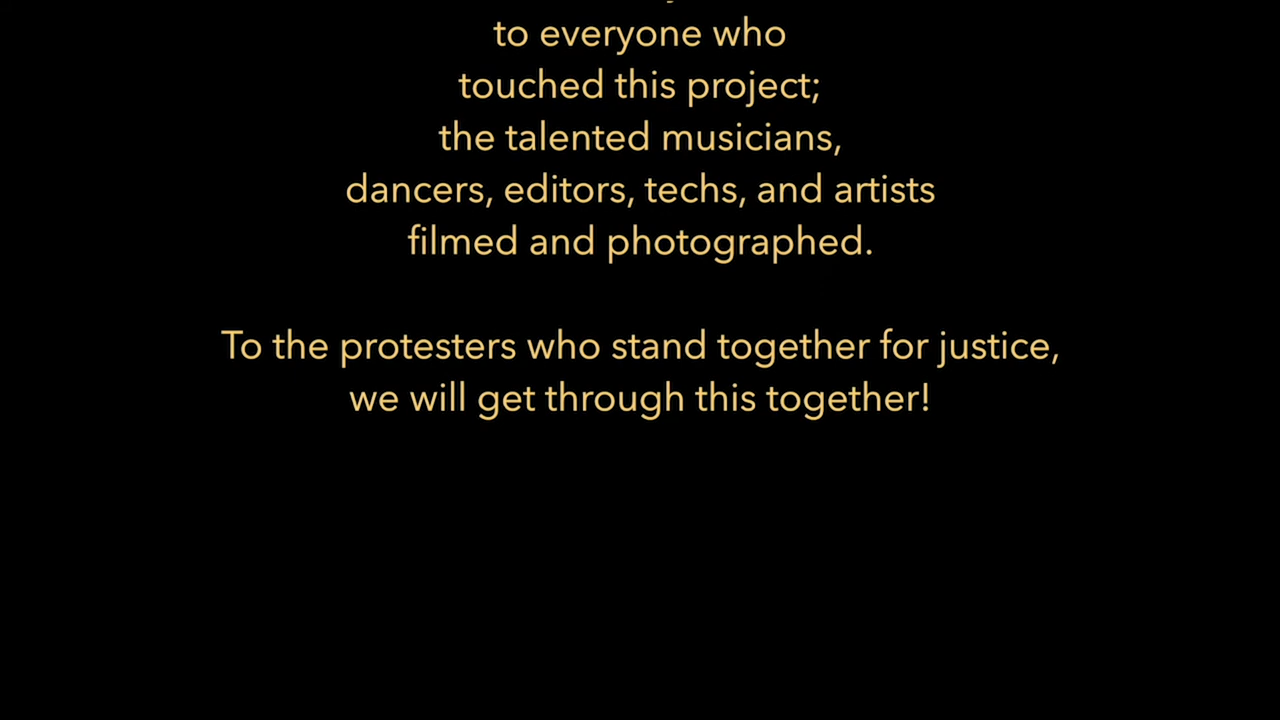 to everyone who
touched this project;
the talented musicians,
dancers, editors, techs, and artists
filmed and photographed.
To the protesters who stand together for justice,
we will get through this together!